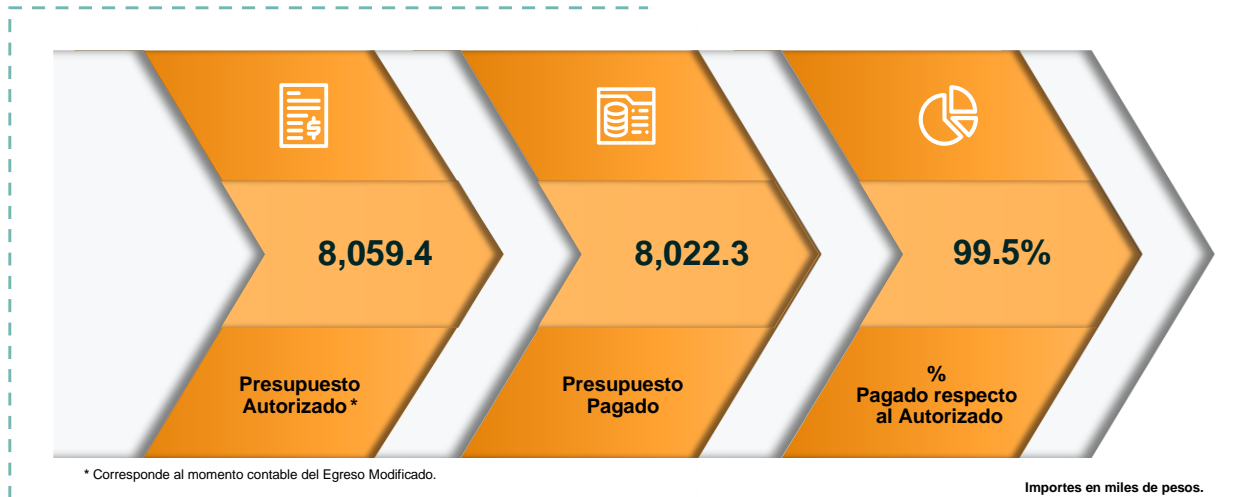 8,059.4
8,022.3
99.5%
Presupuesto
Autorizado *
Presupuesto
Pagado
%
Pagado respecto
al Autorizado
* Corresponde al momento contable del Egreso Modificado.
Importes en miles de pesos.